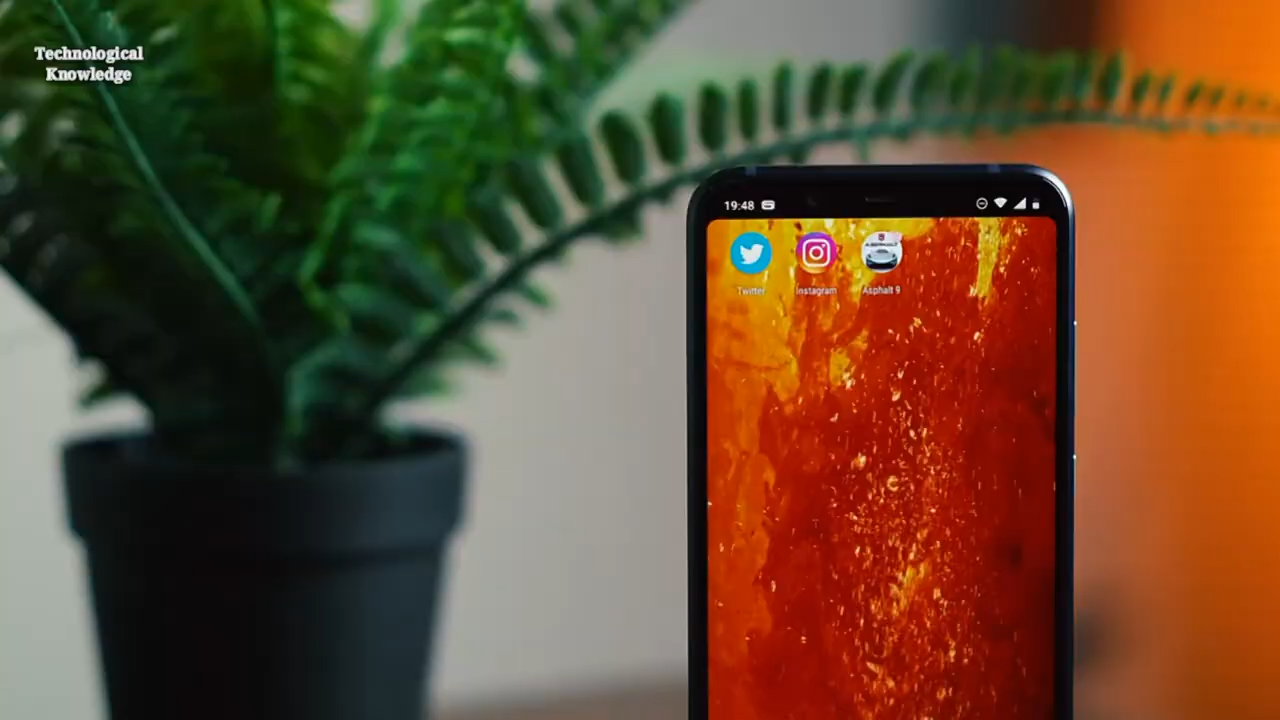 Technological
Knowledge
19:48
Twitter
Instagram
Asphalt 9